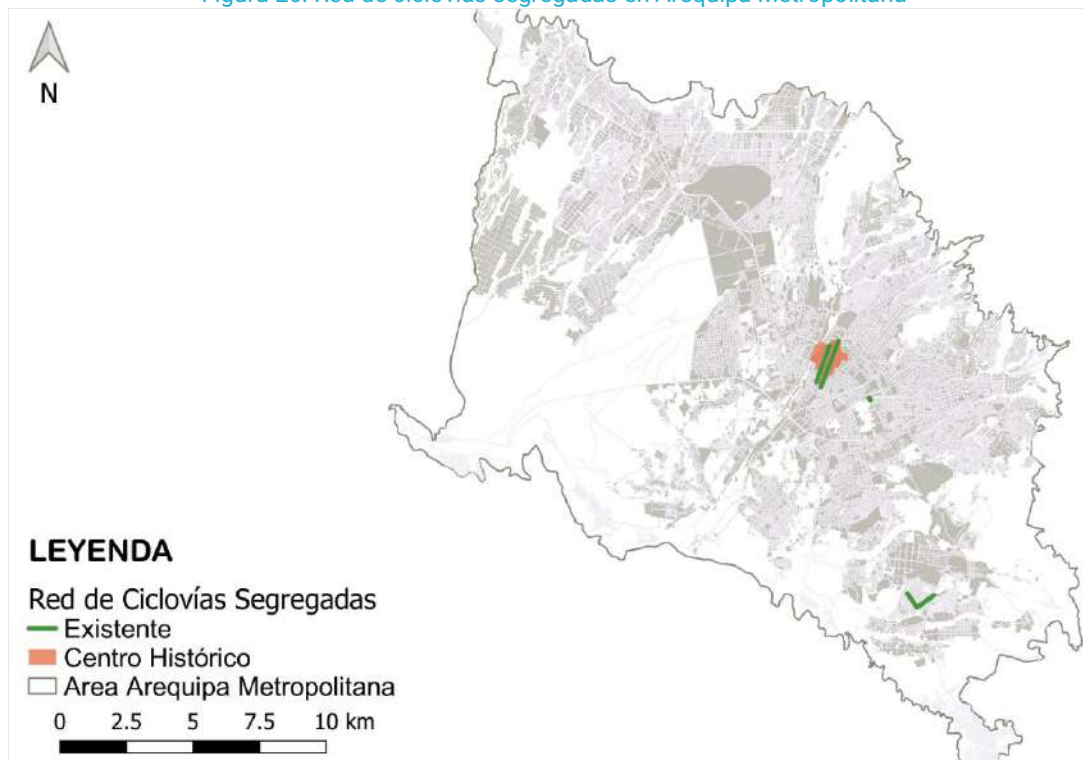 N
LEYENDA
Red de Ciclovías Segregadas
Existente
Centro Histórico
Area Arequipa Metropolitana
0 2.5 5 7.5 10 km